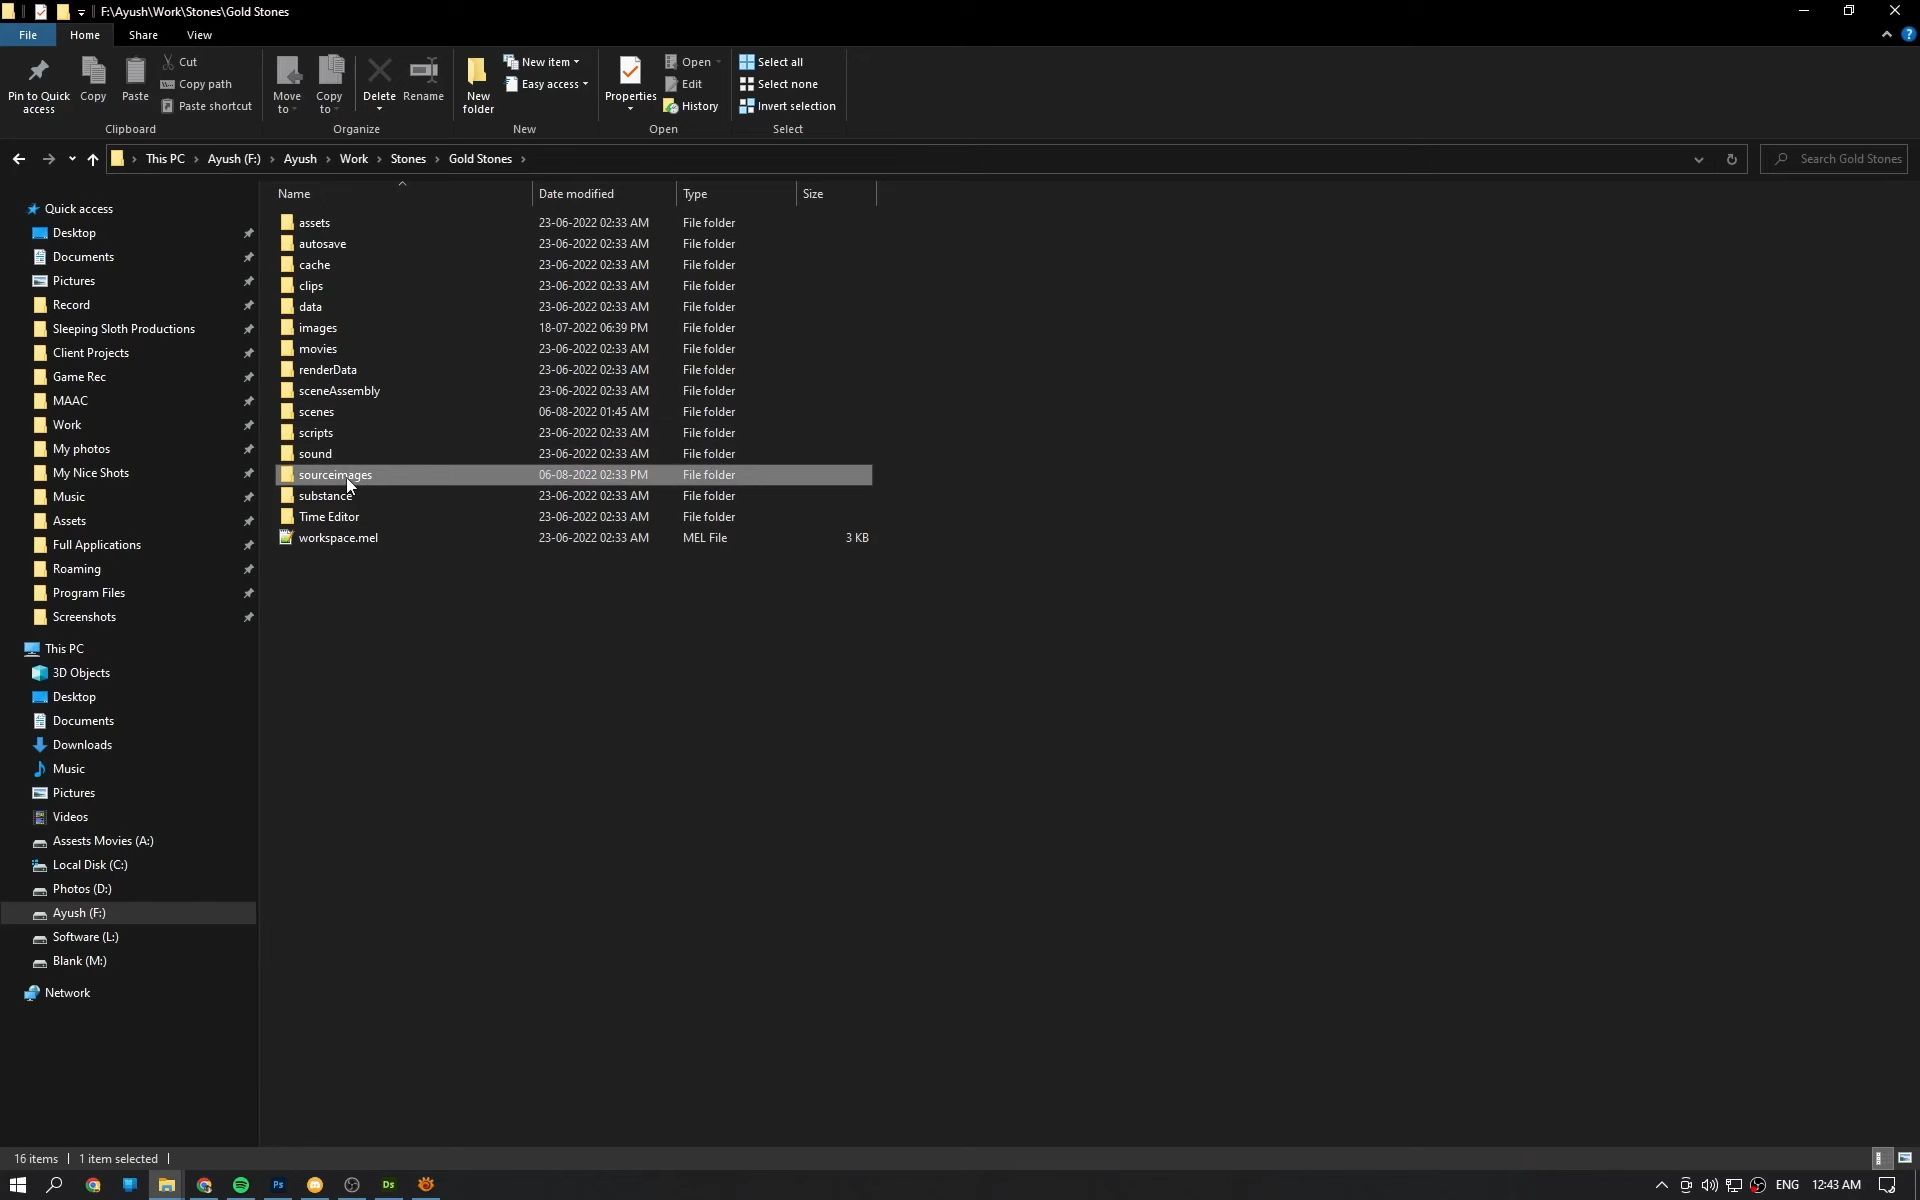 F:\Ayush\Work\Stones\Gold Stones
File Home Share View
Pin to Quick access
Copy
Paste
Cut
Copy path
Paste shortcut
Clipboard
Move to
Copy to
Delete
Rename
Organize
New folder
New item
Easy access
New
Properties
Open
Edit
History
Open
Select all
Select none
Invert selection
Select
This PC > Ayush (F:) > Ayush > Work > Stones > Gold Stones >
Search Gold Stones
Quick access
Desktop
Documents
Pictures
Record
Sleeping Sloth Productions
Client Projects
Game Rec
MAAC
Work
My photos
My Nice Shots
Music
Assets
Full Applications
Roaming
Program Files
Screenshots
This PC
3D Objects
Desktop
Documents
Downloads
Music
Pictures
Videos
Assests Movies (A:)
Local Disk (C:)
Photos (D:)
Ayush (F:)
Software (L:)
Blank (M:)
Network
Name Date modified Type Size
assets 23-06-2022 02:33 AM File folder
autosave 23-06-2022 02:33 AM File folder
cache 23-06-2022 02:33 AM File folder
clips 23-06-2022 02:33 AM File folder
data 23-06-2022 02:33 AM File folder
images 18-07-2022 06:39 PM File folder
movies 23-06-2022 02:33 AM File folder
renderData 23-06-2022 02:33 AM File folder
sceneAssembly 23-06-2022 02:33 AM File folder
scenes 06-08-2022 01:45 AM File folder
scripts 23-06-2022 02:33 AM File folder
sound 23-06-2022 02:33 AM File folder
sourceimages 06-08-2022 02:33 PM File folder
substance 23-06-2022 02:33 AM File folder
Time Editor 23-06-2022 02:33 AM File folder
workspace.mel 23-06-2022 02:33 AM MEL File 3 KB
16 items 1 item selected
Ps Ds ENG 12:43 AM